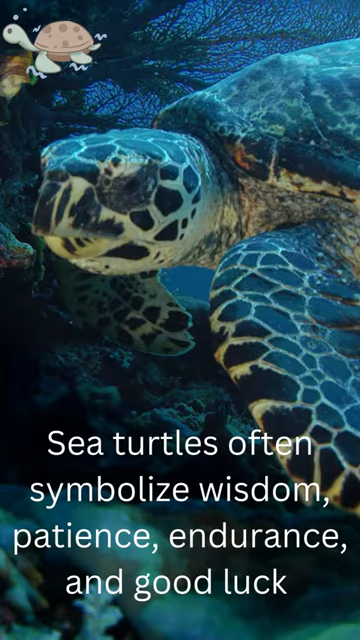 Sea turtles often
symbolize wisdom,
patience, endurance,
and good luck